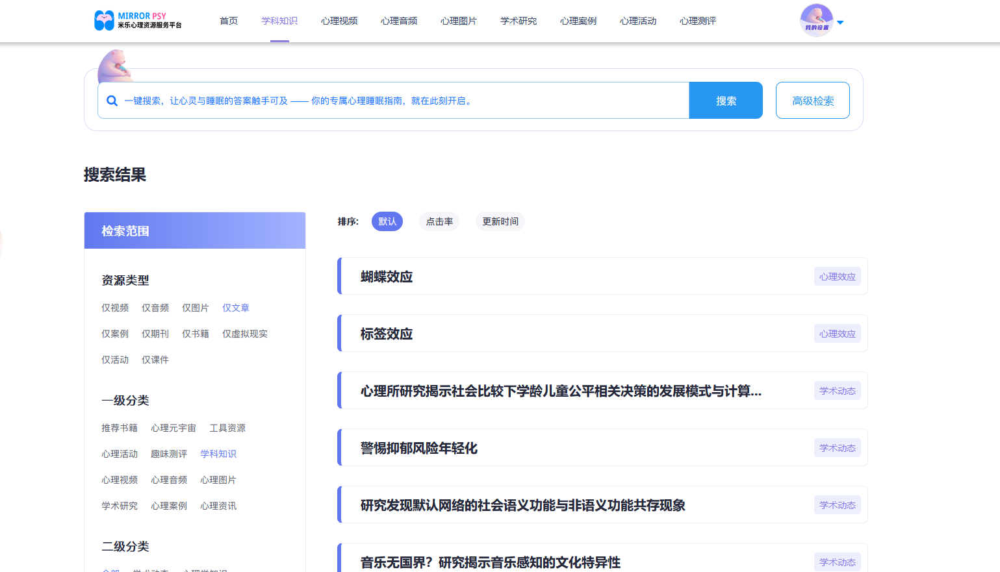 MIRROR PSY
米乐心理资源服务平台
首页 学科知识 心理视频 心理音频 心理图片 学术研究 心理案例 心理活动 心理测评
我的设置
一键搜索，让心灵与睡眠的答案触手可及 —— 你的专属心理睡眠指南，就在此刻开启。
搜索
高级检索
搜索结果
检索范围
资源类型
仅视频 仅音频 仅图片 仅文章
仅案例 仅期刊 仅书籍 仅虚拟现实
仅活动 仅课件
一级分类
推荐书籍 心理元宇宙 工具资源
心理活动 趣味测评 学科知识
心理视频 心理音频 心理图片
学术研究 心理案例 心理资讯
二级分类
排序: 默认 点击率 更新时间
蝴蝶效应 心理效应
标签效应 心理效应
心理所研究揭示社会比较下学龄儿童公平相关决策的发展模式与计算... 学术动态
警惕抑郁风险年轻化 学术动态
研究发现默认网络的社会语义功能与非语义功能共存现象 学术动态
音乐无国界？研究揭示音乐感知的文化特异性 学术动态